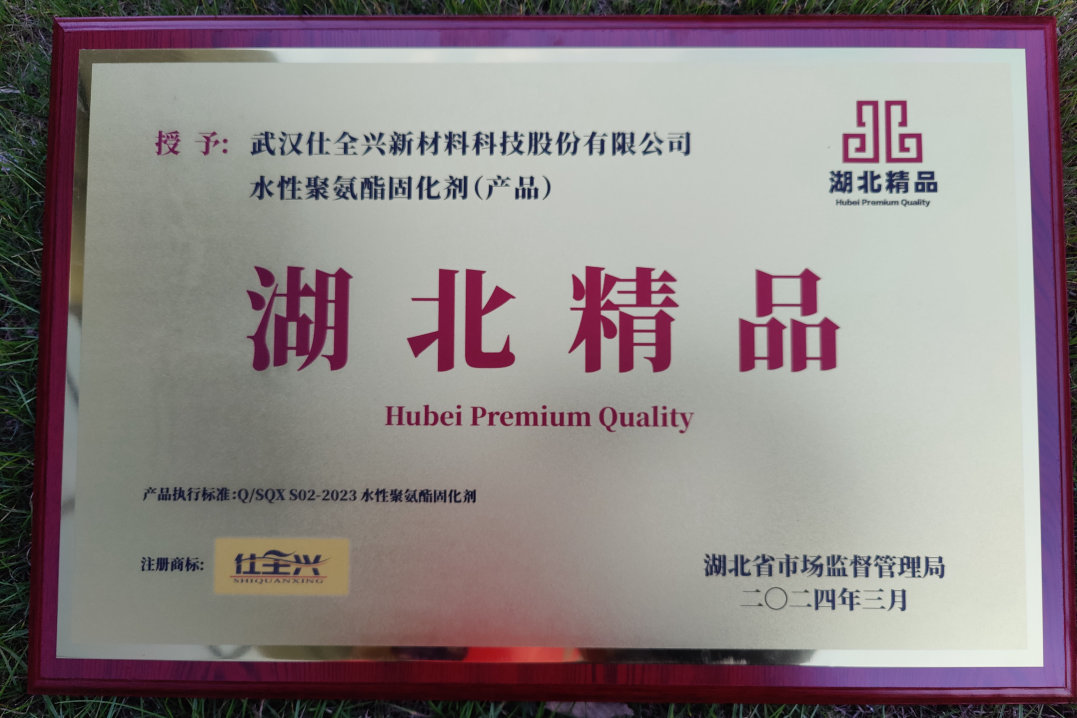 授 予: 武汉仕全兴新材料科技股份有限公司
水性聚氨酯固化剂(产品)
湖北精品
Hubei Premium Quality
湖 北 精 品
Hubei Premium Quality
产品执行标准:Q/SQX S02-2023 水性聚氨酯固化剂
注册商标: 仕全兴
SHIQUANXING
湖北省市场监督管理局
二〇二四年三月